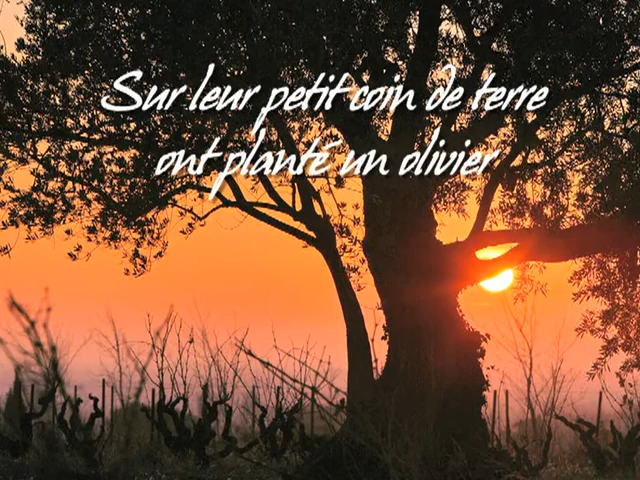 Sur leur petit coin de terre
ont planté un olivier